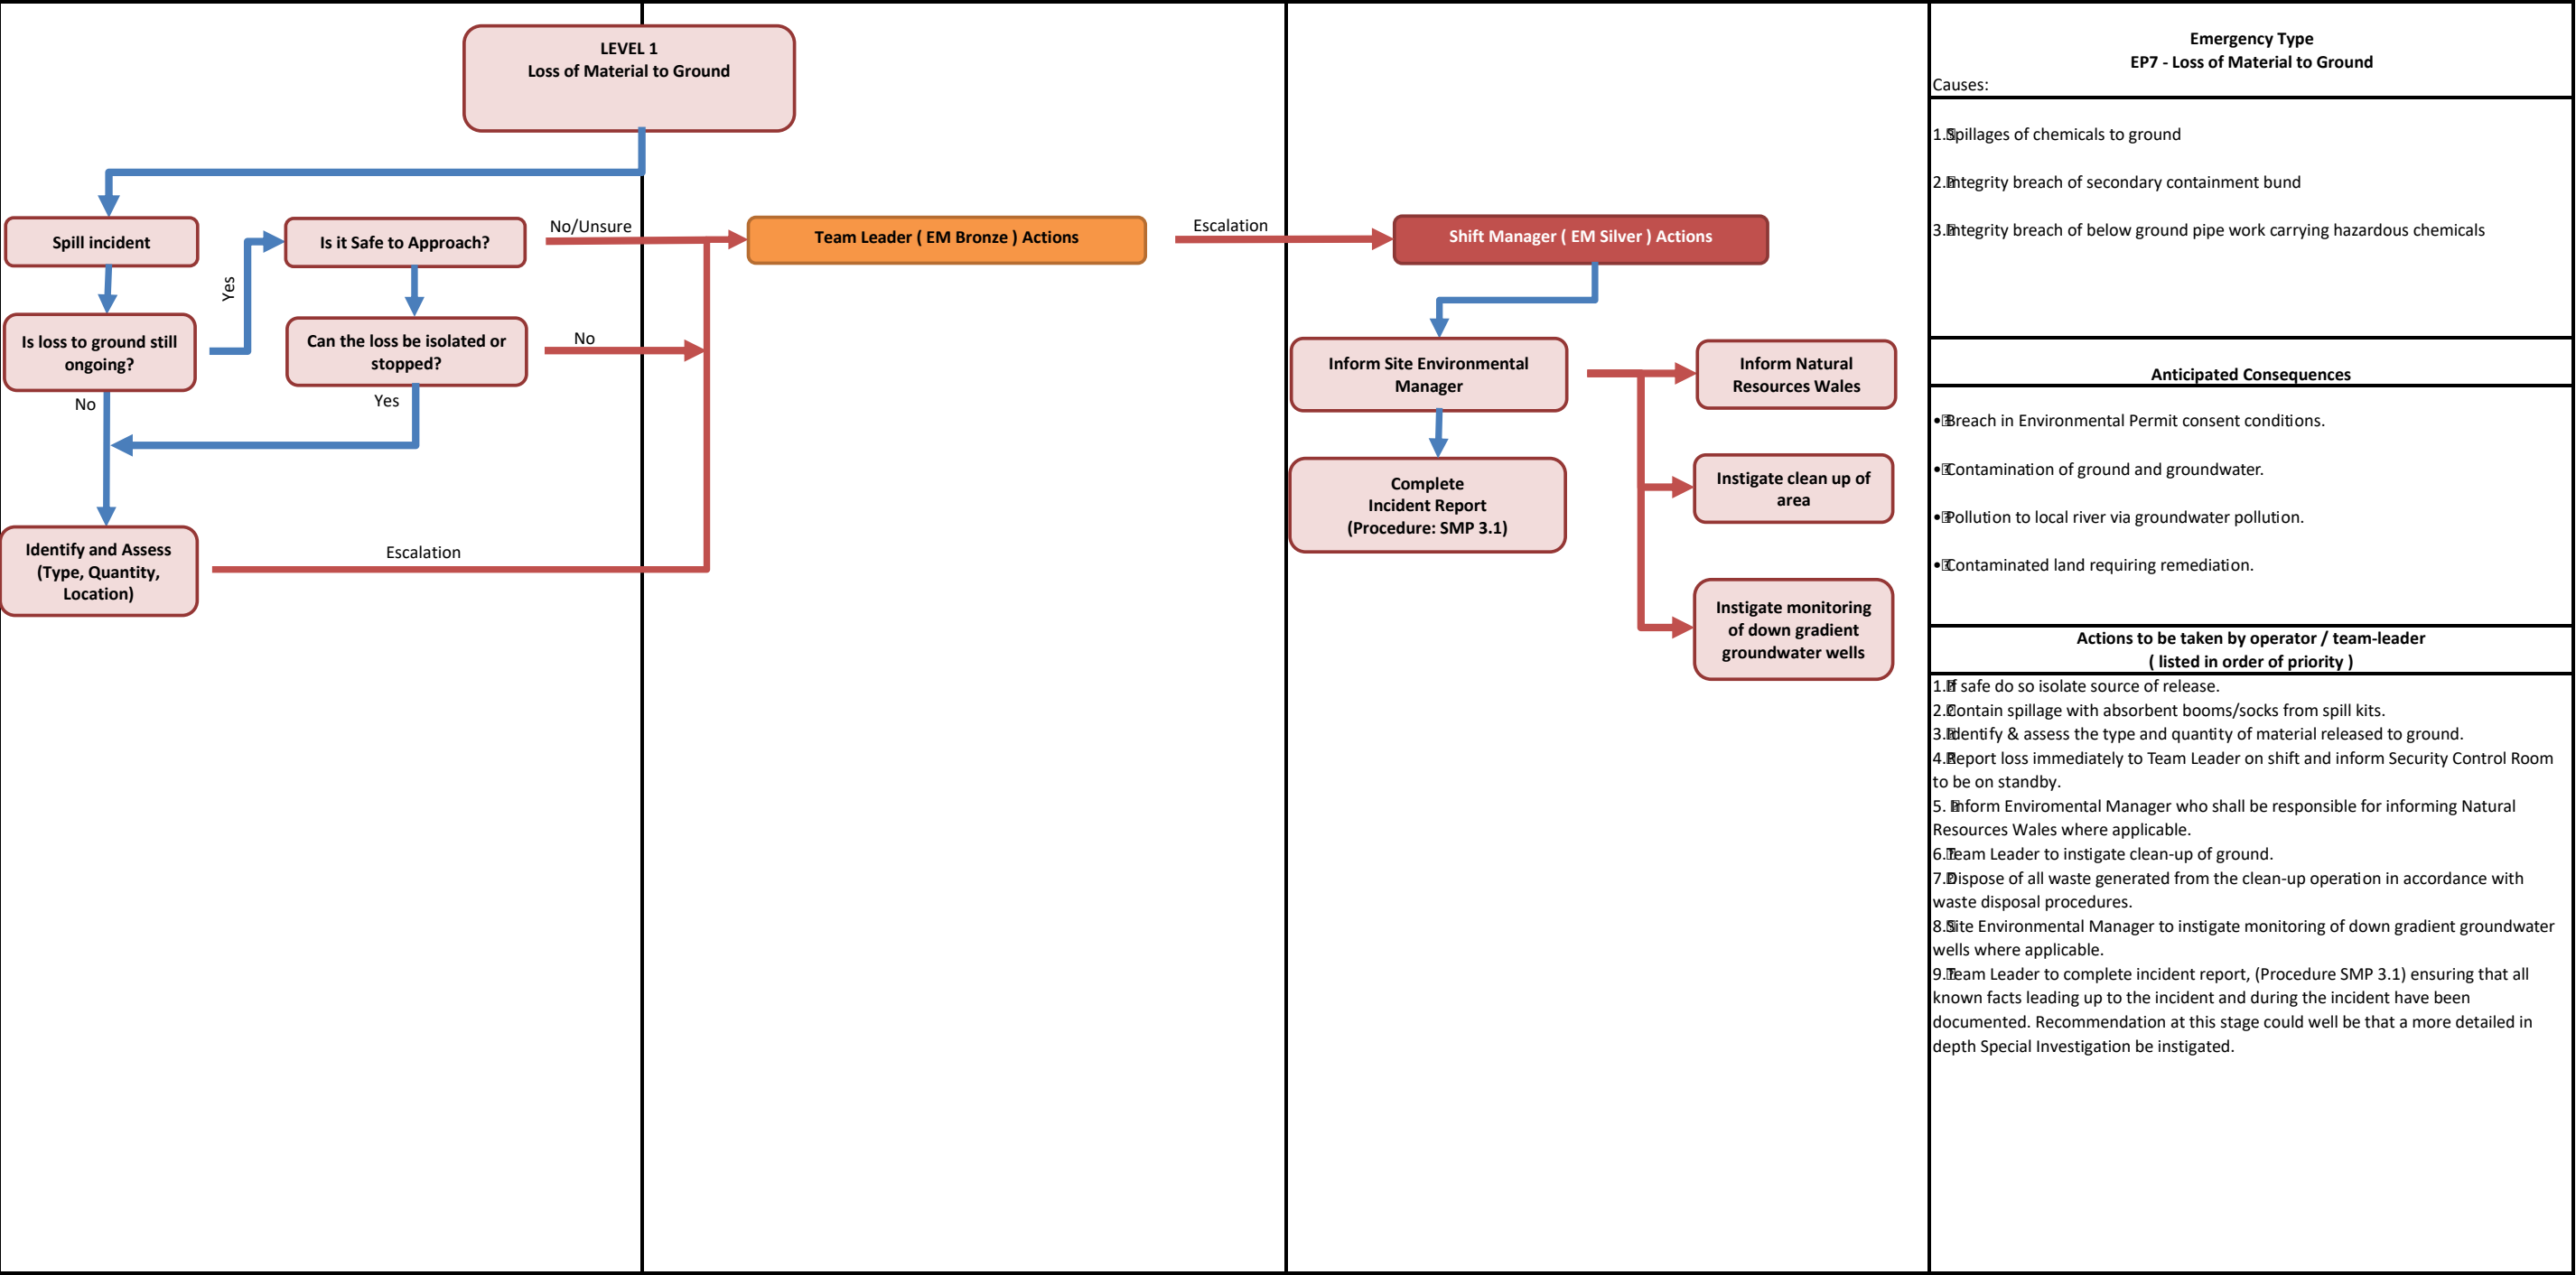 LEVEL 1
Loss of Material to Ground
Spill incident
Yes
Is it Safe to Approach?
No/Unsure
Is loss to ground still
ongoing?
Can the loss be isolated or
stopped?
No
No
Yes
Identify and Assess
(Type, Quantity,
Location)
Escalation
Team Leader ( EM Bronze ) Actions
Escalation
Shift Manager ( EM Silver ) Actions
Inform Site Environmental
Manager
Inform Natural
Resources Wales
Complete
Incident Report
(Procedure: SMP 3.1)
Instigate clean up of
area
Instigate monitoring
of down gradient
groundwater wells
Emergency Type
EP7 - Loss of Material to Ground
Causes:
1. Spillages of chemicals to ground
2. Integrity breach of secondary containment bund
3. Integrity breach of below ground pipe work carrying hazardous chemicals
Anticipated Consequences
• Breach in Environmental Permit consent conditions.
• Contamination of ground and groundwater.
• Pollution to local river via groundwater pollution.
• Contaminated land requiring remediation.
Actions to be taken by operator / team-leader
( listed in order of priority )
1. If safe do so isolate source of release.
2. Contain spillage with absorbent booms/socks from spill kits.
3. Identify & assess the type and quantity of material released to ground.
4. Report loss immediately to Team Leader on shift and inform Security Control Room
to be on standby.
5. Inform Enviromental Manager who shall be responsible for informing Natural
Resources Wales where applicable.
6. Team Leader to instigate clean-up of ground.
7. Dispose of all waste generated from the clean-up operation in accordance with
waste disposal procedures.
8. Site Environmental Manager to instigate monitoring of down gradient groundwater
wells where applicable.
9. Team Leader to complete incident report, (Procedure SMP 3.1) ensuring that all
known facts leading up to the incident and during the incident have been
documented. Recommendation at this stage could well be that a more detailed in
depth Special Investigation be instigated.